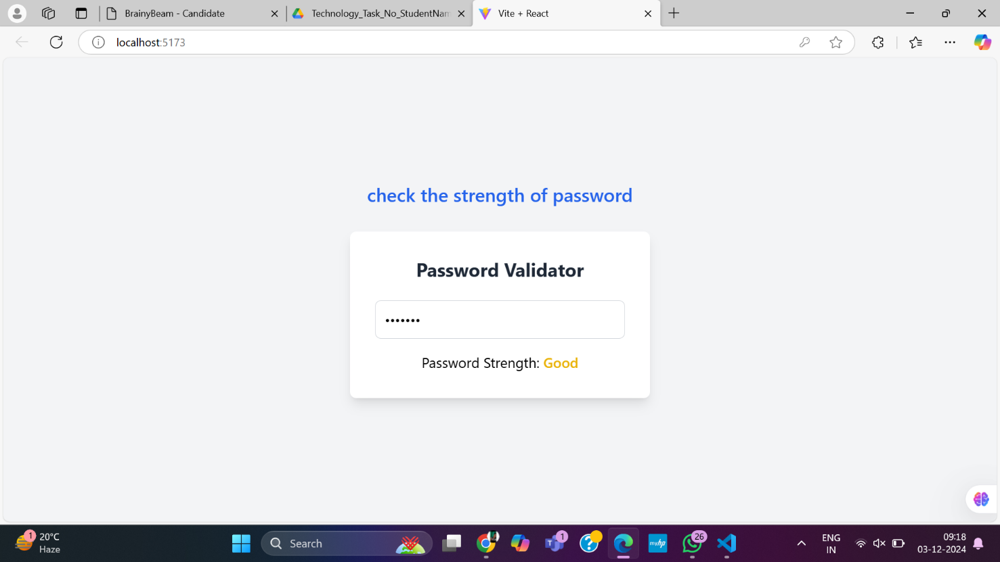 BrainyBeam - Candidate
Technology_Task_No_StudentNam
Vite + React
localhost:5173
check the strength of password
Password Validator
•••••••
Password Strength: Good
1
20°C
Haze
Search
1
myhp
26
ENG
IN
09:18
03-12-2024